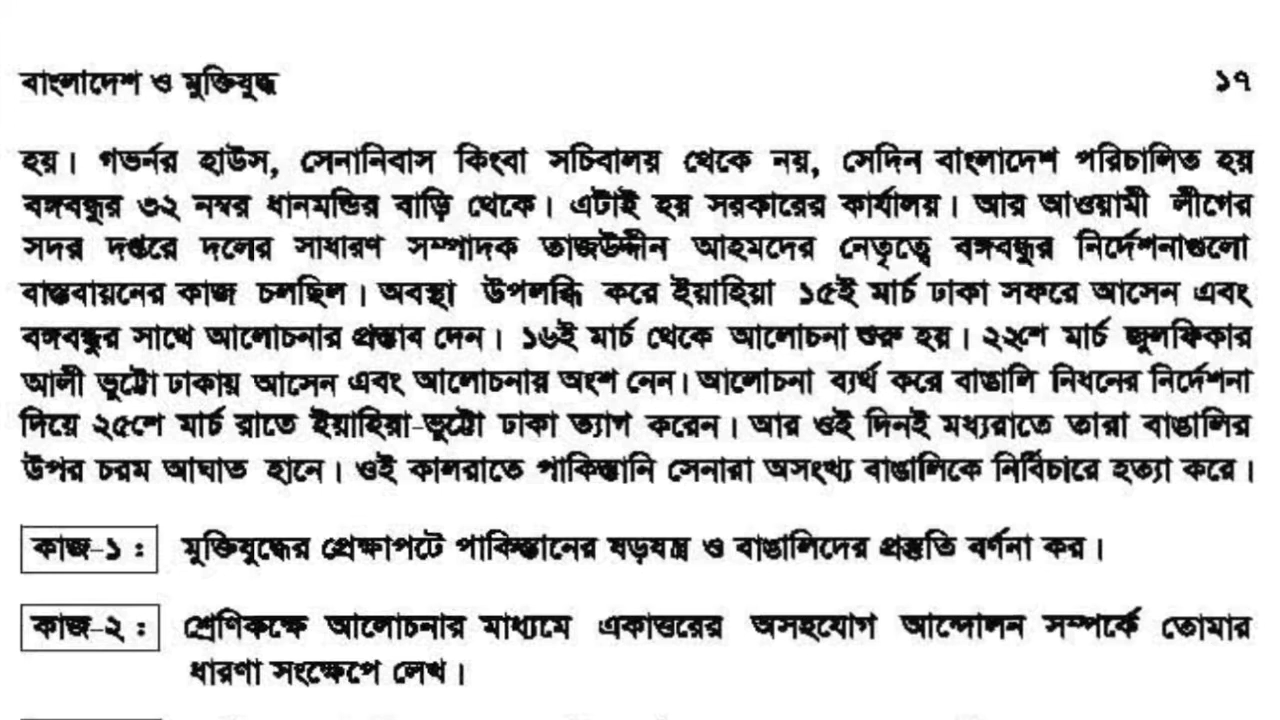 বাংলাদেশ ও মুক্তিযুদ্ধ ১৭
হয়। গভর্নর হাউস, সেনানিবাস কিংবা সচিবালয় থেকে নয়, সেদিন বাংলাদেশ পরিচালিত হয়
বঙ্গবন্ধুর ৩২ নম্বর ধানমন্ডির বাড়ি থেকে। এটাই হয় সরকারের কার্যালয়। আর আওয়ামী লীগের
সদর দপ্তরে দলের সাধারণ সম্পাদক তাজউদ্দীন আহমদের নেতৃত্বে বঙ্গবন্ধুর নির্দেশনাগুলো
বাস্তবায়নের কাজ চলছিল। অবস্থা উপলব্ধি করে ইয়াহিয়া ১৫ই মার্চ ঢাকা সফরে আসেন এবং
বঙ্গবন্ধুর সাথে আলোচনার প্রস্তাব দেন। ১৬ই মার্চ থেকে আলোচনা শুরু হয়। ২২শে মার্চ জুলফিকার
আলী ভুট্টো ঢাকায় আসেন এবং আলোচনায় অংশ নেন। আলোচনা ব্যর্থ করে বাঙালি নিধনের নির্দেশনা
দিয়ে ২৫শে মার্চ রাতে ইয়াহিয়া-ভুট্টো ঢাকা ত্যাগ করেন। আর ওই দিনই মধ্যরাতে তারা বাঙালির
উপর চরম আঘাত হানে। ওই কালরাতে পাকিস্তানি সেনারা অসংখ্য বাঙালিকে নির্বিচারে হত্যা করে।
কাজ-১ : মুক্তিযুদ্ধের প্রেক্ষাপটে পাকিস্তানের ষড়যন্ত্র ও বাঙালিদের প্রস্তুতি বর্ণনা কর।
কাজ-২ : শ্রেণিকক্ষে আলোচনার মাধ্যমে একাত্তরের অসহযোগ আন্দোলন সম্পর্কে তোমার
ধারণা সংক্ষেপে লেখ।